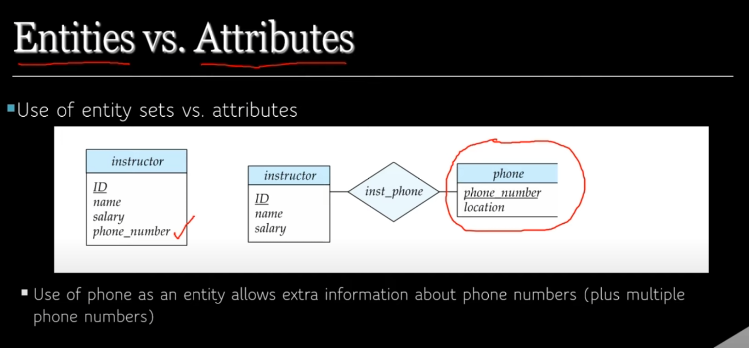 Entities vs. Attributes
▪Use of entity sets vs. attributes
instructor
ID
name
salary
phone_number
instructor
ID
name
salary
inst_phone
phone
phone_number
location
▪ Use of phone as an entity allows extra information about phone numbers (plus multiple
phone numbers)